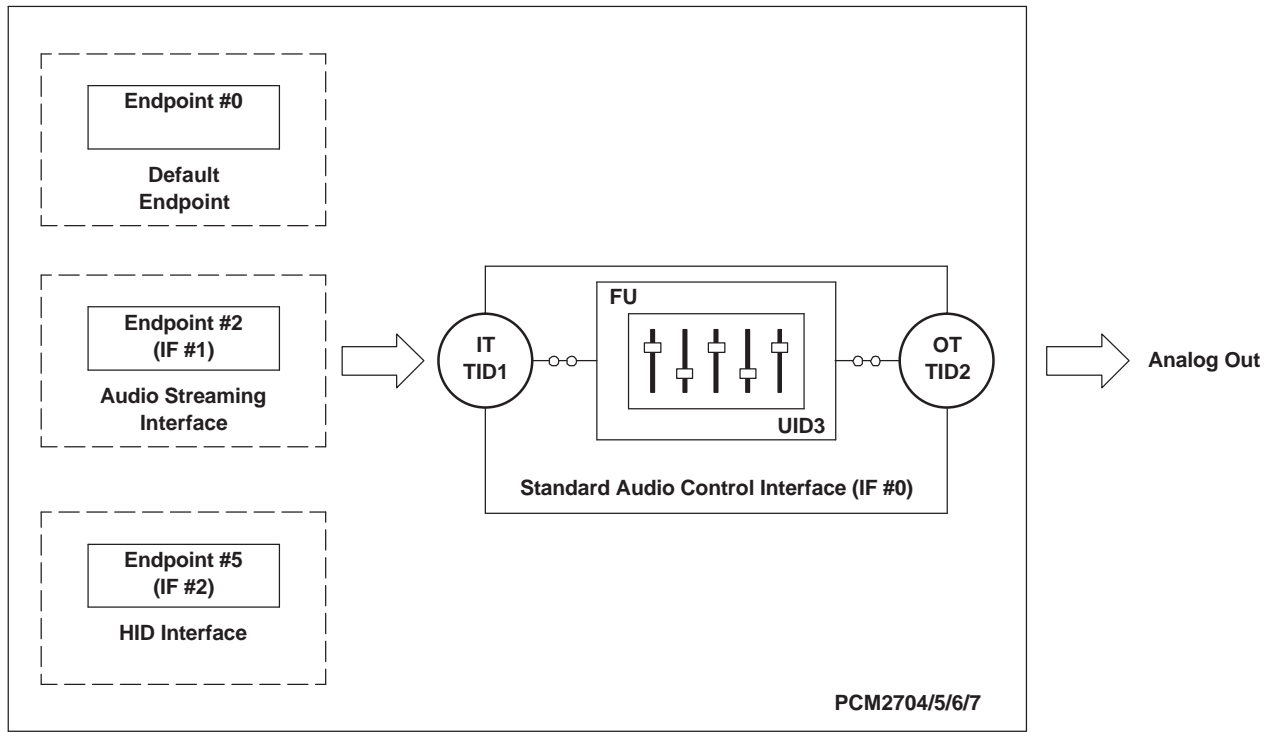 Endpoint #0
Default
Endpoint
Endpoint #2
(IF #1)
Audio Streaming
Interface
Endpoint #5
(IF #2)
HID Interface
IT
TID1
FU
UID3
OT
TID2
Standard Audio Control Interface (IF #0)
Analog Out
PCM2704/5/6/7